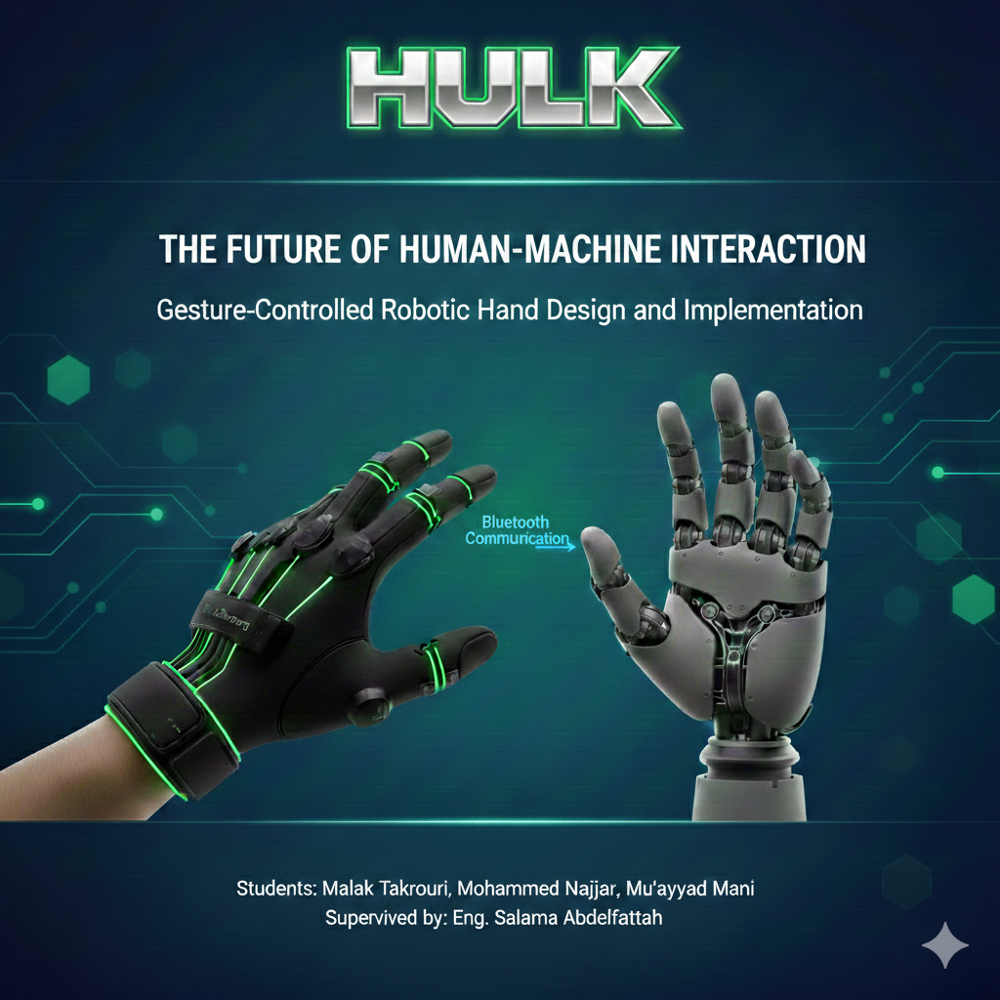 HULK
THE FUTURE OF HUMAN-MACHINE INTERACTION
Gesture-Controlled Robotic Hand Design and Implementation
Bluetooth
Communication
Students: Malak Takrouri, Mohammed Najjar, Mu'ayyad Mani
Supervived by: Eng. Salama Abdelfattah